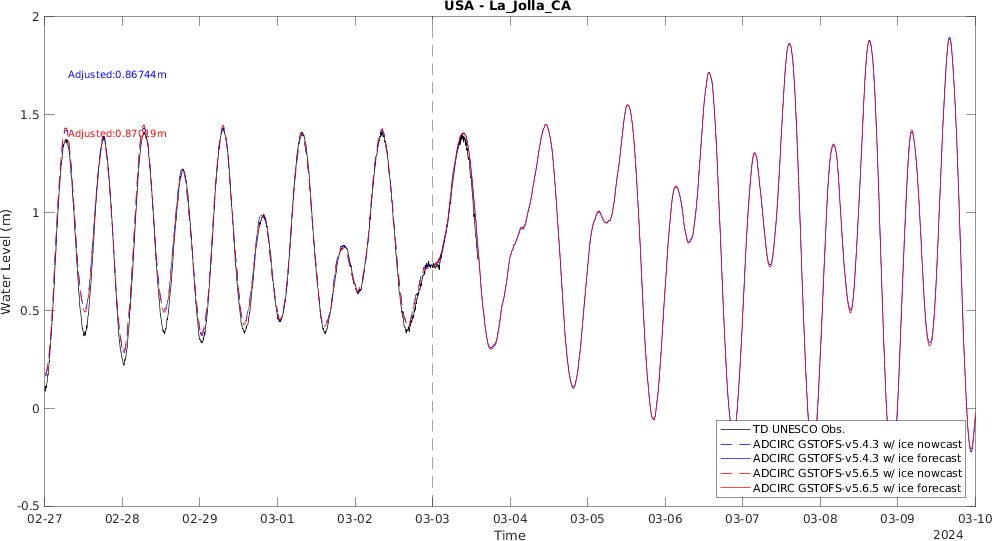 USA - La_Jolla_CA
2
Adjusted:0.86744m
1.5
Adjusted:0.87019m
1
Water Level (m)
0.5
0
TD UNESCO Obs.
ADCIRC GSTOFS-v5.4.3 w/ ice nowcast
ADCIRC GSTOFS-v5.4.3 w/ ice forecast
ADCIRC GSTOFS-v5.6.5 w/ ice nowcast
ADCIRC GSTOFS-v5.6.5 w/ ice forecast
-0.5
02-27 02-28 02-29 03-01 03-02 03-03 03-04 03-05 03-06 03-07 03-08 03-09 03-10
Time
2024